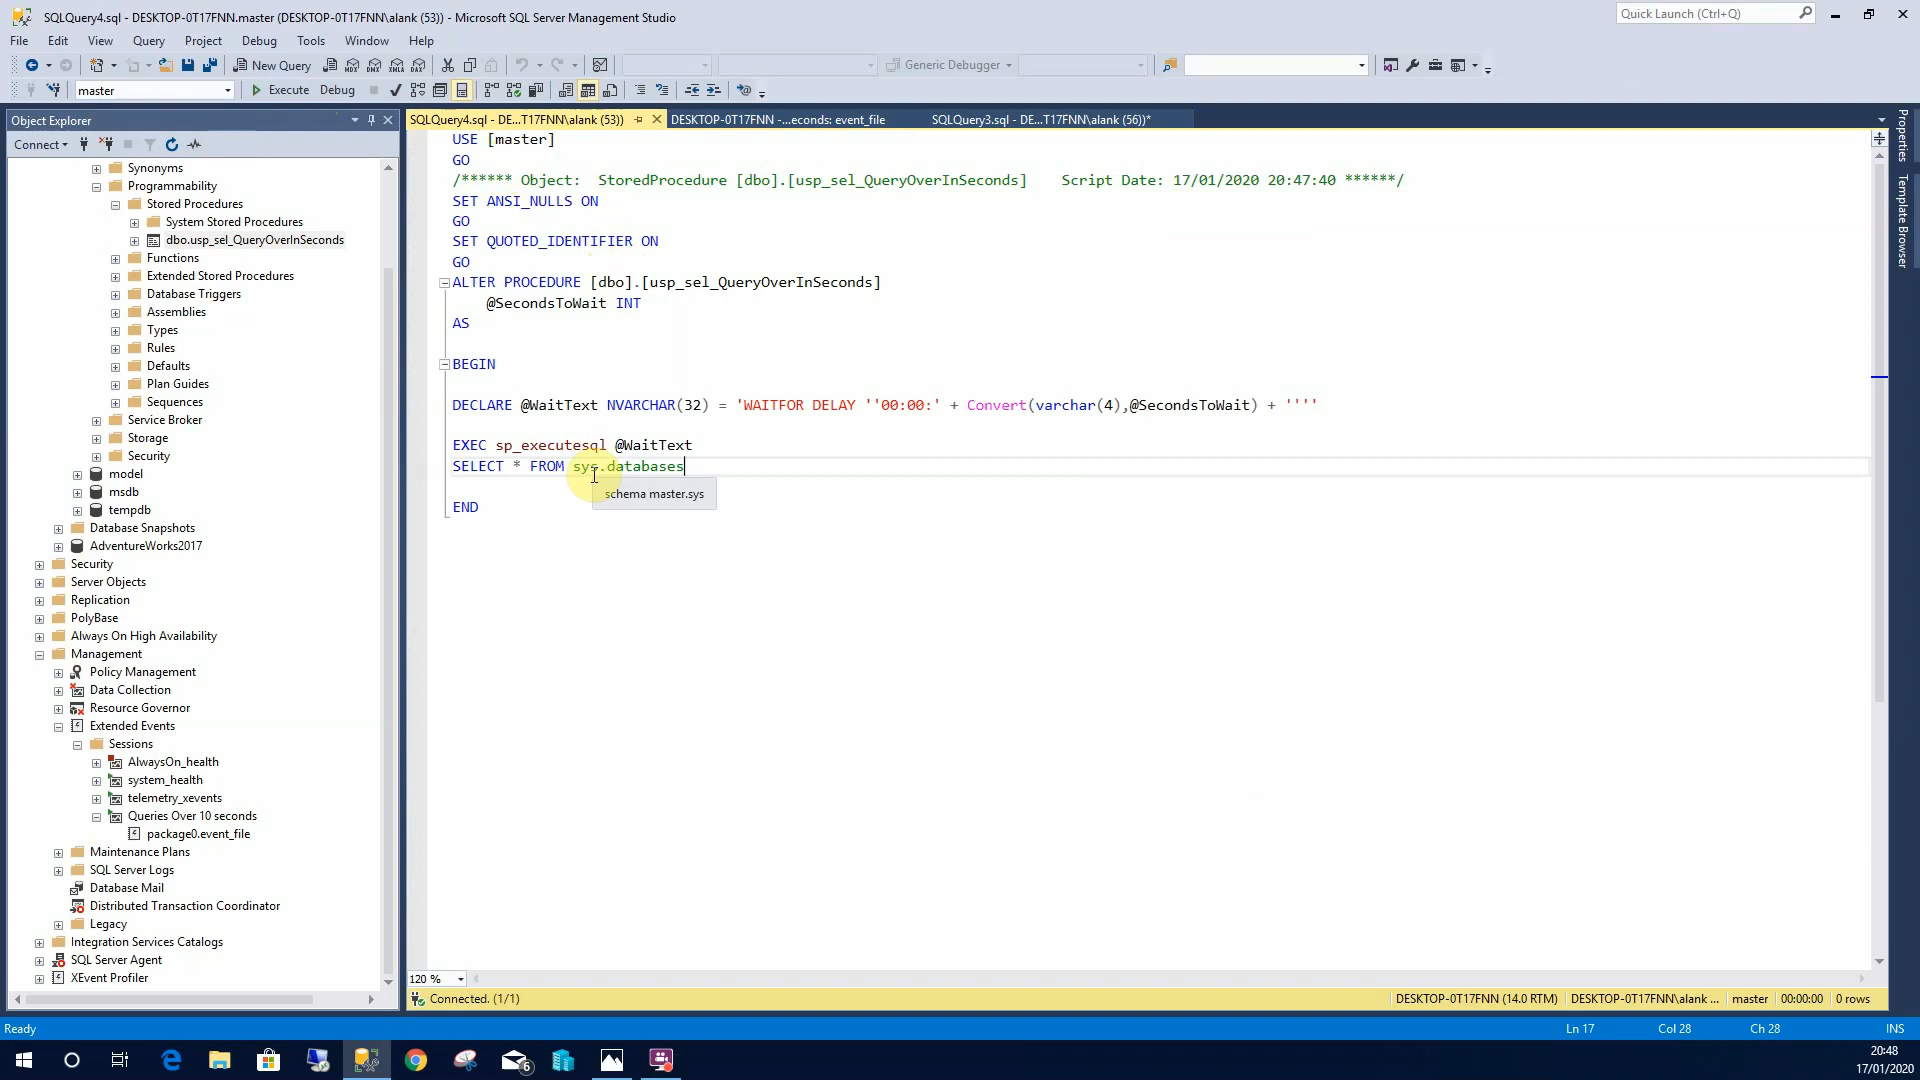 SQLQuery4.sql - DESKTOP-0T17FNN.master (DESKTOP-0T17FNN\alank (53)) - Microsoft SQL Server Management Studio
Quick Launch (Ctrl+Q)
File Edit View Query Project Debug Tools Window Help
New Query
MDX DMX XMLA DAX
Generic Debugger
master
Execute Debug
Object Explorer
SQLQuery4.sql - DE...T17FNN\alank (53))
DESKTOP-0T17FNN -...econds: event_file
SQLQuery3.sql - DE...T17FNN\alank (56))*
Connect
Synonyms
Programmability
Stored Procedures
System Stored Procedures
dbo.usp_sel_QueryOverInSeconds
Functions
Extended Stored Procedures
Database Triggers
Assemblies
Types
Rules
Defaults
Plan Guides
Sequences
Service Broker
Storage
Security
model
msdb
tempdb
Database Snapshots
AdventureWorks2017
Security
Server Objects
Replication
PolyBase
Always On High Availability
Management
Policy Management
Data Collection
Resource Governor
Extended Events
Sessions
AlwaysOn_health
system_health
telemetry_xevents
Queries Over 10 seconds
package0.event_file
Maintenance Plans
SQL Server Logs
Database Mail
Distributed Transaction Coordinator
Legacy
Integration Services Catalogs
SQL Server Agent
XEvent Profiler
USE [master]
GO
/****** Object:  StoredProcedure [dbo].[usp_sel_QueryOverInSeconds]    Script Date: 17/01/2020 20:47:40 ******/
SET ANSI_NULLS ON
GO
SET QUOTED_IDENTIFIER ON
GO
ALTER PROCEDURE [dbo].[usp_sel_QueryOverInSeconds]
@SecondsToWait INT
AS
BEGIN
DECLARE @WaitText NVARCHAR(32) = 'WAITFOR DELAY ''00:00:' + Convert(varchar(4),@SecondsToWait) + ''''
EXEC sp_executesql @WaitText
SELECT * FROM sys.databases
schema master.sys
END
Properties
Template Browser
120 %
Connected. (1/1)
DESKTOP-0T17FNN (14.0 RTM)
DESKTOP-0T17FNN\alank ...
master
00:00:00
0 rows
Ready
Ln 17
Col 28
Ch 28
INS
6
20:48
17/01/2020